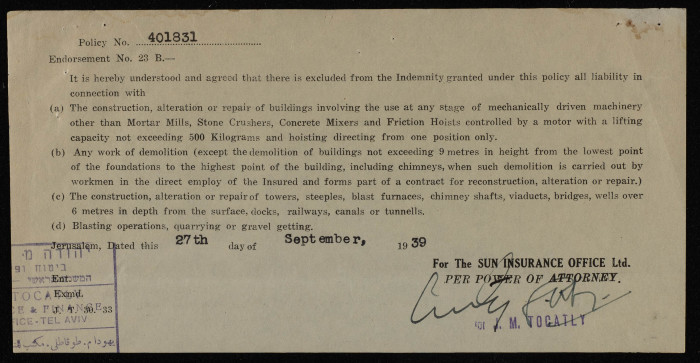 Policy No. 401831
Endorsement No. 23 B.—
It is hereby understood and agreed that there is excluded from the Indemnity granted under this policy all liability in
connection with
(a) The construction, alteration or repair of buildings involving the use at any stage of mechanically driven machinery
other than Mortar Mills, Stone Crushers, Concrete Mixers and Friction Hoists controlled by a motor with a lifting
capacity not exceeding 500 Kilograms and hoisting directing from one position only.
(b) Any work of demolition (except the demolition of buildings not exceeding 9 metres in height from the lowest point
of the foundations to the highest point of the building, including chimneys, when such demolition is carried out by
workmen in the direct employ of the Insured and forms part of a contract for reconstruction, alteration or repair.)
(c) The construction, alteration or repair of towers, steeples, blast furnaces, chimney shafts, viaducts, bridges, wells over
6 metres in depth from the surface, docks, railways, canals or tunnells.
(d) Blasting operations, quarrying or gravel getting.
Jerusalem, Dated this 27th day of September, 1939
For The SUN INSURANCE OFFICE Ltd.
PER POWER OF ATTORNEY.
M. TOCATLY
יהודה מ.
Ent.
TOCA
Exmd.
E & FINANCE
J. T. 30. 33
FICE-TEL AVIV